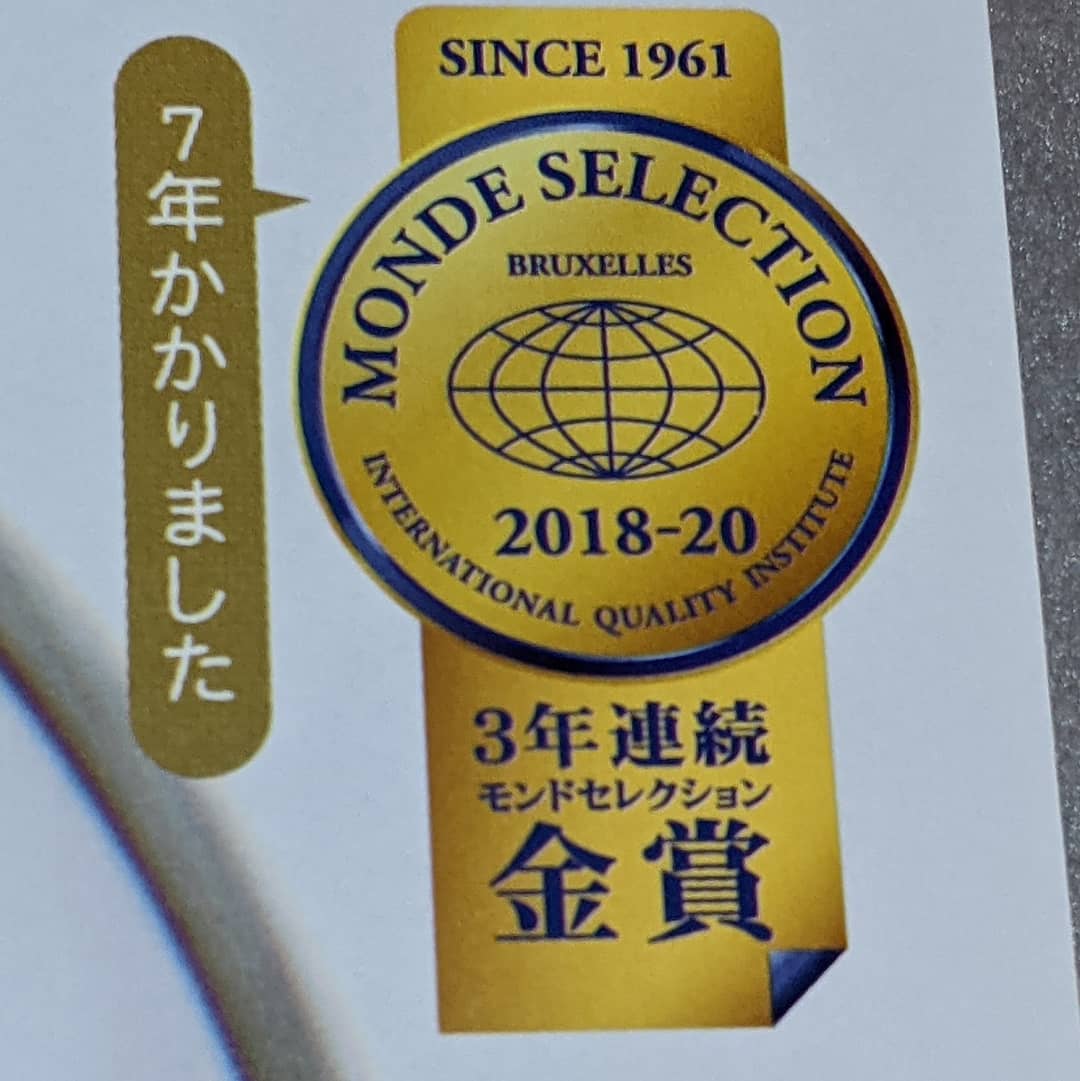 7年かかりました
SINCE 1961
MONDE SELECTION
BRUXELLES
2018-20
INTERNATIONAL QUALITY INSTITUTE
3年連続
モンドセレクション
金賞